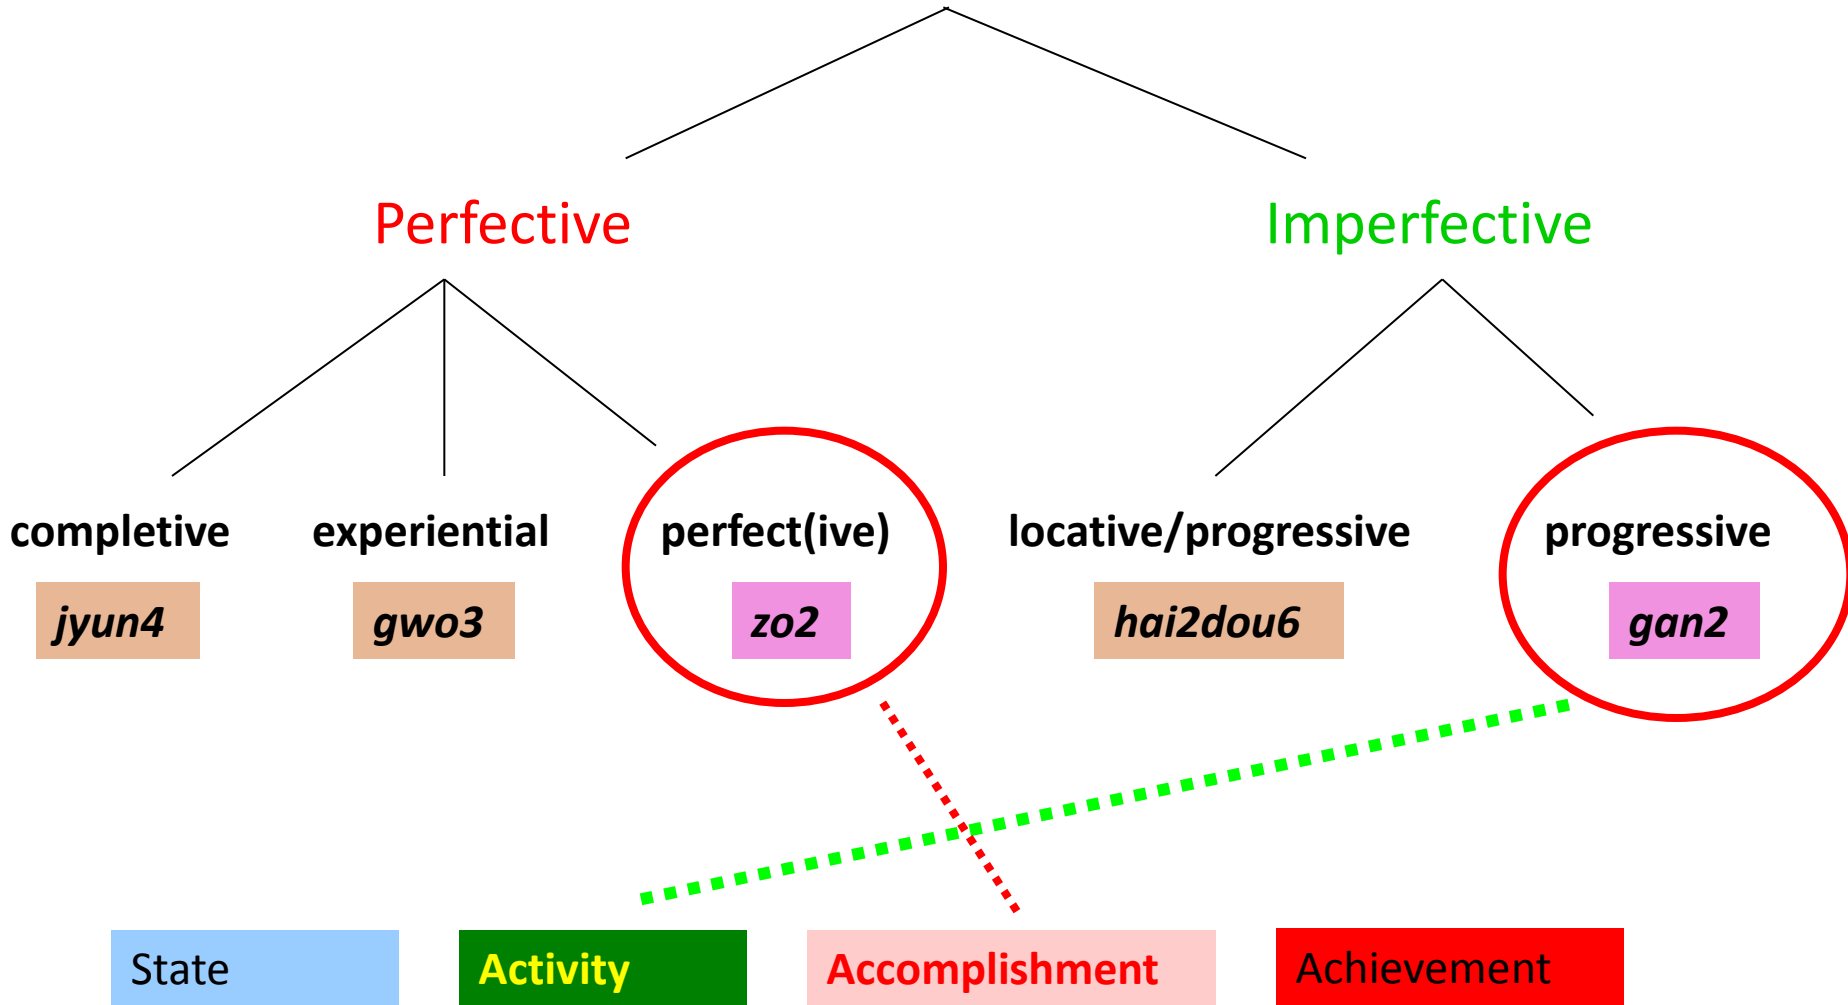 Perfective
Imperfective
completive
experiential
perfect(ive)
locative/progressive
progressive
jyun4
gwo3
zo2
hai2dou6
gan2
State
Activity
Accomplishment
Achievement